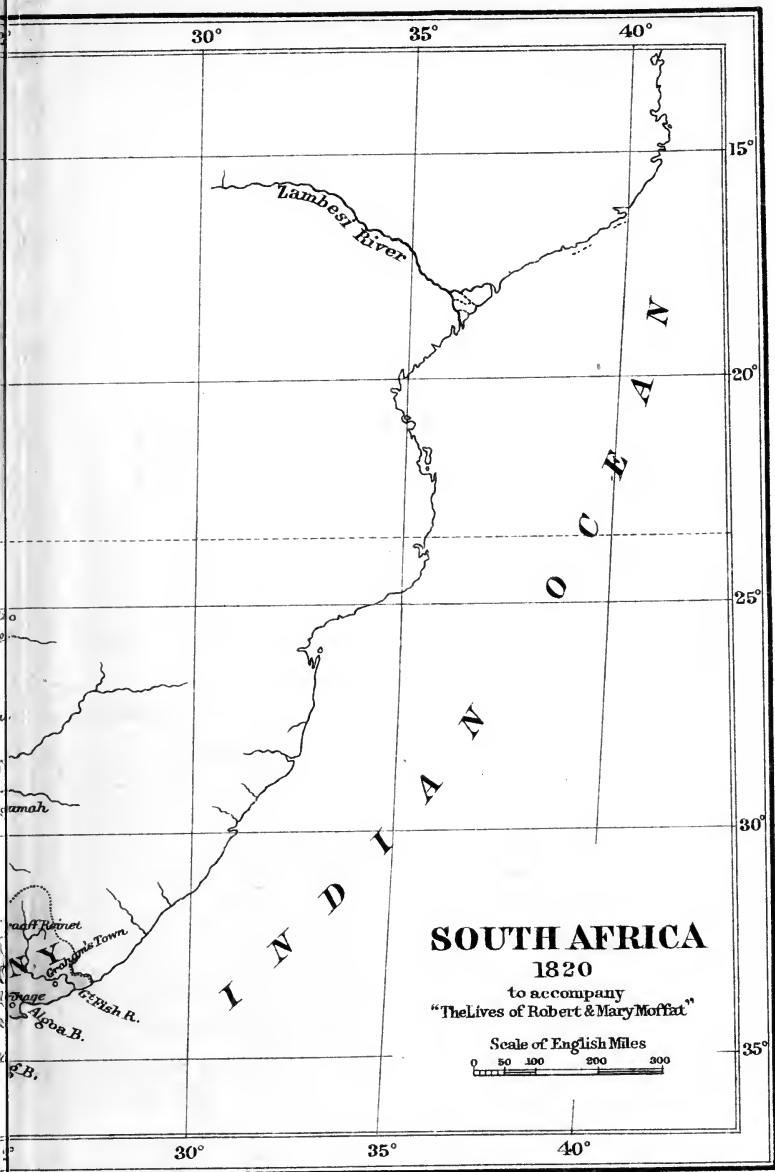 30° 35° 40°
15°
Zambesi River
20°
25°
INDIAN OCEAN
30°
Graham's Town
NY
Gt Fish R.
Algoa B.
B.
SOUTH AFRICA
1820
to accompany
"The Lives of Robert & Mary Moffat"
Scale of English Miles
0 50 100 200 300
35°
30° 35° 40°